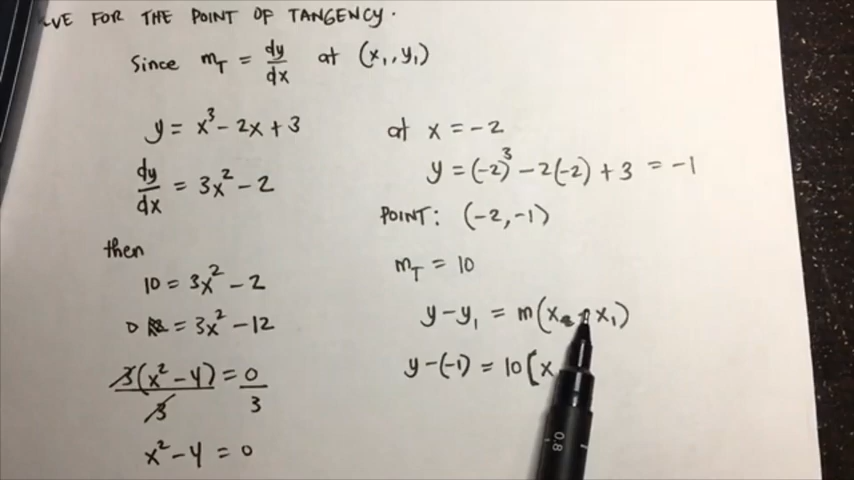 VE FOR THE POINT OF TANGENCY.
Since m_T = dy/dx at (x₁, y₁)
y = x³ - 2x + 3
dy/dx = 3x² - 2
then
10 = 3x² - 2
0 = 3x² - 12
3(x² - 4)/3 = 0/3
x² - 4 = 0
at x = -2
y = (-2)³ - 2(-2) + 3 = -1
POINT: (-2, -1)
m_T = 10
y - y₁ = m(x - x₁)
y - (-1) = 10[x
0.8